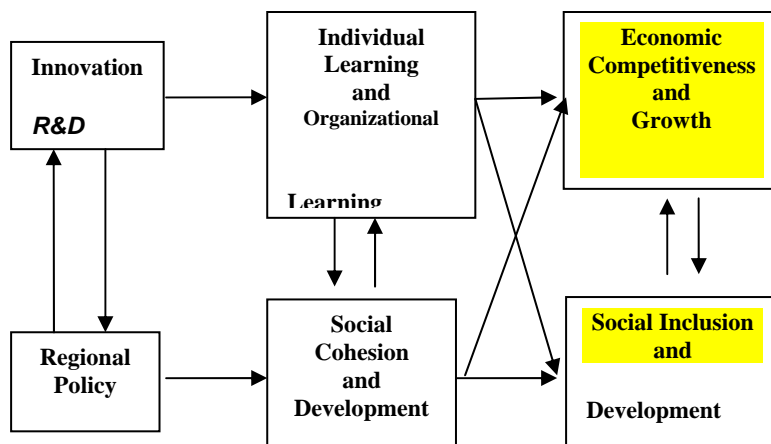 Innovation
R&D
Individual
Learning
and
Organizational
Learning
Economic
Competitiveness
and
Growth
Regional
Policy
Social
Cohesion
and
Development
Social Inclusion
and
Development